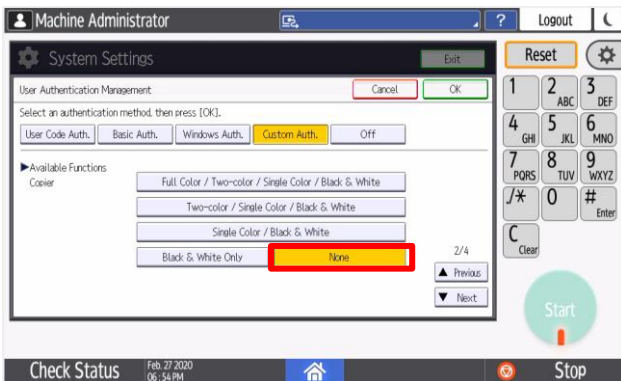 Machine Administrator
?
Logout
System Settings
Exit
Reset
User Authentication Management
Cancel
OK
Select an authentication method, then press [OK].
User Code Auth.
Basic Auth.
Windows Auth.
Custom Auth.
Off
▶Available Functions
Copier
Full Color / Two-color / Single Color / Black & White
Two-color / Single Color / Black & White
Single Color / Black & White
Black & White Only
None
2/4
▲ Previous
▼ Next
1
2 ABC
3 DEF
4 GHI
5 JKL
6 MNO
7 PQRS
8 TUV
9 WXYZ
./*
0
# Enter
C Clear
Start
Check Status
Feb. 27 2020
06:54 PM
Stop